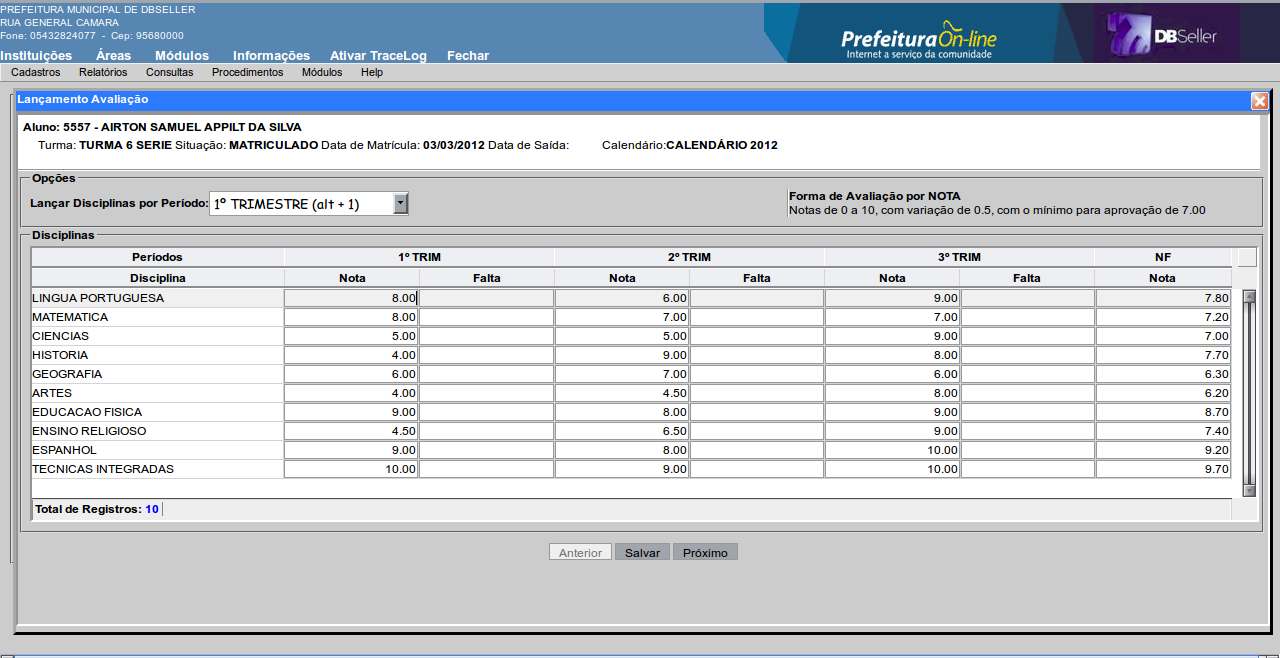 PREFEITURA MUNICIPAL DE DBSELLER
RUA GENERAL CAMARA
Fone: 05432824077 - Cep: 95680000
PrefeituraOn-line
Internet a serviço da comunidade
DBSeller
Instituições Áreas Módulos Informações Ativar TraceLog Fechar
Cadastros Relatórios Consultas Procedimentos Módulos Help
Lançamento Avaliação
Aluno: 5557 - AIRTON SAMUEL APPILT DA SILVA
Turma: TURMA 6 SERIE Situação: MATRICULADO Data de Matrícula: 03/03/2012 Data de Saída: Calendário:CALENDÁRIO 2012
Opções
Lançar Disciplinas por Período: 1º TRIMESTRE (alt + 1)
Forma de Avaliação por NOTA
Notas de 0 a 10, com variação de 0.5, com o mínimo para aprovação de 7.00
Disciplinas
Períodos 1º TRIM 2º TRIM 3º TRIM NF
Disciplina Nota Falta Nota Falta Nota Falta Nota
LINGUA PORTUGUESA 8.00 6.00 9.00 7.80
MATEMATICA 8.00 7.00 7.00 7.20
CIENCIAS 5.00 5.00 9.00 7.00
HISTORIA 4.00 9.00 8.00 7.70
GEOGRAFIA 6.00 7.00 6.00 6.30
ARTES 4.00 4.50 8.00 6.20
EDUCACAO FISICA 9.00 8.00 9.00 8.70
ENSINO RELIGIOSO 4.50 6.50 9.00 7.40
ESPANHOL 9.00 8.00 10.00 9.20
TECNICAS INTEGRADAS 10.00 9.00 10.00 9.70
Total de Registros: 10
Anterior Salvar Próximo